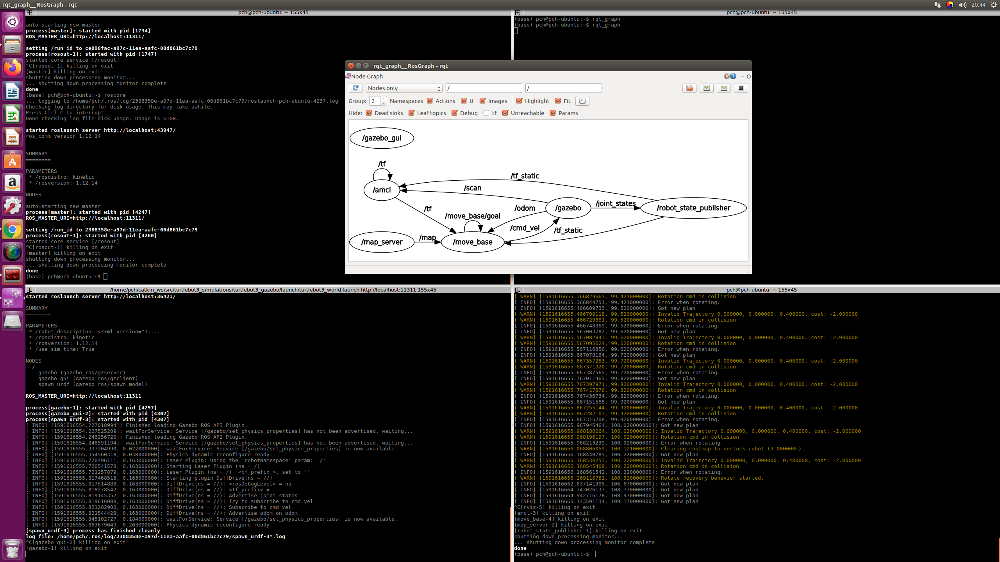 rqt_graph__RosGraph - rqt
20:44
pch@pch-ubuntu: ~ 155x45
auto-starting new master
process[master]: started with pid [1734]
ROS_MASTER_URI=http://localhost:11311/
setting /run_id to ce090fac-a97c-11ea-aafc-00d861bc7c79
process[rosout-1]: started with pid [1747]
started core service [/rosout]
^C[rosout-1] killing on exit
[master] killing on exit
shutting down processing monitor...
... shutting down processing monitor complete
done
(base) pch@pch-ubuntu:~$ roscore
... logging to /home/pch/.ros/log/2388358e-a97d-11ea-aafc-00d861bc7c79/roslaunch-pch-ubuntu-4237.log
Checking log directory for disk usage. This may take awhile.
Press Ctrl-C to interrupt
Done checking log file disk usage. Usage is <1GB.
started roslaunch server http://localhost:43947/
ros_comm version 1.12.14
SUMMARY
========
PARAMETERS
* /rosdistro: kinetic
* /rosversion: 1.12.14
NODES
auto-starting new master
process[master]: started with pid [4247]
ROS_MASTER_URI=http://localhost:11311/
setting /run_id to 2388358e-a97d-11ea-aafc-00d861bc7c79
process[rosout-1]: started with pid [4260]
started core service [/rosout]
^C[rosout-1] killing on exit
[master] killing on exit
shutting down processing monitor...
... shutting down processing monitor complete
done
(base) pch@pch-ubuntu:~$
pch@pch-ubuntu: ~ 155x45
(base) pch@pch-ubuntu:~$ rqt_graph
(base) pch@pch-ubuntu:~$ rqt_graph
rqt_graph__RosGraph - rqt
Node Graph
D ? - O
Nodes only / /
Group: 2 Namespaces Actions tf Images Highlight Fit
Hide: Dead sinks Leaf topics Debug tf Unreachable Params
/gazebo_gui
/tf
/tf_static
/scan
/amcl
/joint_states
/tf
/odom
/gazebo
/robot_state_publisher
/move_base/goal
/cmd_vel
/tf_static
/map
/map_server
/move_base
/home/pch/catkin_ws/src/turtlebot3_simulations/turtlebot3_gazebo/launch/turtlebot3_world.launch http://localhost:11311 155x45
started roslaunch server http://localhost:36421/
SUMMARY
========
PARAMETERS
* /robot_description: <?xml version="1....
* /rosdistro: kinetic
* /rosversion: 1.12.14
* /use_sim_time: True
NODES
/
gazebo (gazebo_ros/gzserver)
gazebo_gui (gazebo_ros/gzclient)
spawn_urdf (gazebo_ros/spawn_model)
ROS_MASTER_URI=http://localhost:11311
process[gazebo-1]: started with pid [4297]
process[gazebo_gui-2]: started with pid [4302]
process[spawn_urdf-3]: started with pid [4307]
[ INFO] [1591616554.227018994]: Finished loading Gazebo ROS API Plugin.
[ INFO] [1591616554.227525209]: waitForService: Service [/gazebo/set_physics_properties] has not been advertised, waiting...
[ INFO] [1591616554.246256720]: Finished loading Gazebo ROS API Plugin.
[ INFO] [1591616554.246591194]: waitForService: Service [/gazebo/set_physics_properties] has not been advertised, waiting...
[ INFO] [1591616555.337304990, 0.022000000]: waitForService: Service [/gazebo/set_physics_properties] is now available.
[ INFO] [1591616555.354560318, 0.038000000]: Physics dynamic reconfigure ready.
[ INFO] [1591616555.720496111, 0.163000000]: Laser Plugin: Using the 'robotNamespace' param: '/'
[ INFO] [1591616555.720541578, 0.163000000]: Starting Laser Plugin (ns = /)
[ INFO] [1591616555.721257879, 0.163000000]: Laser Plugin (ns = /)  <tf_prefix_>, set to ""
[ INFO] [1591616555.817468513, 0.163000000]: Starting plugin DiffDrive(ns = //)
[ INFO] [1591616555.817514888, 0.163000000]: DiffDrive(ns = //): <rosDebugLevel> = na
[ INFO] [1591616555.818278542, 0.163000000]: DiffDrive(ns = //): <tf_prefix> =
[ INFO] [1591616555.819145352, 0.163000000]: DiffDrive(ns = //): Advertise joint_states
[ INFO] [1591616555.819616088, 0.163000000]: DiffDrive(ns = //): Try to subscribe to cmd_vel
[ INFO] [1591616555.821202900, 0.163000000]: DiffDrive(ns = //): Subscribe to cmd_vel
[ INFO] [1591616555.821544428, 0.163000000]: DiffDrive(ns = //): Advertise odom on odom
[ INFO] [1591616555.845102727, 0.184000000]: waitForService: Service [/gazebo/set_physics_properties] is now available.
[ INFO] [1591616555.863679049, 0.203000000]: Physics dynamic reconfigure ready.
[spawn_urdf-3] process has finished cleanly
log file: /home/pch/.ros/log/2388358e-a97d-11ea-aafc-00d861bc7c79/spawn_urdf-3*.log
^C[gazebo_gui-2] killing on exit
[gazebo-1] killing on exit
pch@pch-ubuntu: ~ 155x45
[ WARN] [1591616655.366829665, 99.421000000]: Rotation cmd in collision
[ INFO] [1591616655.366844751, 99.421000000]: Error when rotating.
[ INFO] [1591616655.466609733, 99.520000000]: Got new plan
[ WARN] [1591616655.466709118, 99.520000000]: Invalid Trajectory 0.000000, 0.000000, 0.400000, cost: -2.000000
[ WARN] [1591616655.466729861, 99.520000000]: Rotation cmd in collision
[ INFO] [1591616655.466748369, 99.520000000]: Error when rotating.
[ INFO] [1591616655.567003782, 99.620000000]: Got new plan
[ WARN] [1591616655.567082843, 99.620000000]: Invalid Trajectory 0.000000, 0.000000, 0.400000, cost: -2.000000
[ WARN] [1591616655.567095624, 99.620000000]: Rotation cmd in collision
[ INFO] [1591616655.567116856, 99.620000000]: Error when rotating.
[ INFO] [1591616655.667078164, 99.720000000]: Got new plan
[ WARN] [1591616655.667357253, 99.720000000]: Invalid Trajectory 0.000000, 0.000000, 0.400000, cost: -2.000000
[ WARN] [1591616655.667371920, 99.720000000]: Rotation cmd in collision
[ INFO] [1591616655.667387565, 99.720000000]: Error when rotating.
[ INFO] [1591616655.767011465, 99.820000000]: Got new plan
[ WARN] [1591616655.767397971, 99.820000000]: Invalid Trajectory 0.000000, 0.000000, 0.400000, cost: -2.000000
[ WARN] [1591616655.767417876, 99.820000000]: Rotation cmd in collision
[ INFO] [1591616655.767436734, 99.820000000]: Error when rotating.
[ INFO] [1591616655.867151568, 99.920000000]: Got new plan
[ WARN] [1591616655.867255144, 99.920000000]: Invalid Trajectory 0.000000, 0.000000, 0.400000, cost: -2.000000
[ WARN] [1591616655.867282103, 99.920000000]: Rotation cmd in collision
[ INFO] [1591616655.867315208, 99.920000000]: Error when rotating.
[ INFO] [1591616655.967945464, 100.020000000]: Got new plan
[ WARN] [1591616655.968180064, 100.020000000]: Invalid Trajectory 0.000000, 0.000000, 0.400000, cost: -2.000000
[ WARN] [1591616655.968196197, 100.020000000]: Rotation cmd in collision
[ INFO] [1591616655.968213239, 100.020000000]: Error when rotating.
[ WARN] [1591616656.068806059, 100.121000000]: Clearing costmap to unstuck robot (3.000000m).
[ INFO] [1591616656.168440785, 100.220000000]: Got new plan
[ WARN] [1591616656.168530253, 100.220000000]: Invalid Trajectory 0.000000, 0.000000, 0.400000, cost: -2.000000
[ WARN] [1591616656.168545408, 100.220000000]: Rotation cmd in collision
[ INFO] [1591616656.168561542, 100.220000000]: Error when rotating.
[ WARN] [1591616656.269110781, 100.320000000]: Rotate recovery behavior started.
[ INFO] [1591616662.637141305, 106.670000000]: Got new plan
[ INFO] [1591616664.743026137, 108.770000000]: Got new plan
[ INFO] [1591616664.942716178, 108.970000000]: Got new plan
[ INFO] [1591616665.143501134, 109.170000000]: Got new plan
^C[rviz-5] killing on exit
[amcl-3] killing on exit
[move_base-4] killing on exit
[map_server-2] killing on exit
[robot_state_publisher-1] killing on exit
shutting down processing monitor...
... shutting down processing monitor complete
done
(base) pch@pch-ubuntu:~$